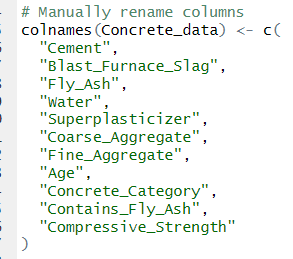 # Manually rename columns
colnames(Concrete_data) <- c(
"Cement",
"Blast_Furnace_Slag",
"Fly_Ash",
"Water",
"Superplasticizer",
"Coarse_Aggregate",
"Fine_Aggregate",
"Age",
"Concrete_Category",
"Contains_Fly_Ash",
"Compressive_Strength"
)